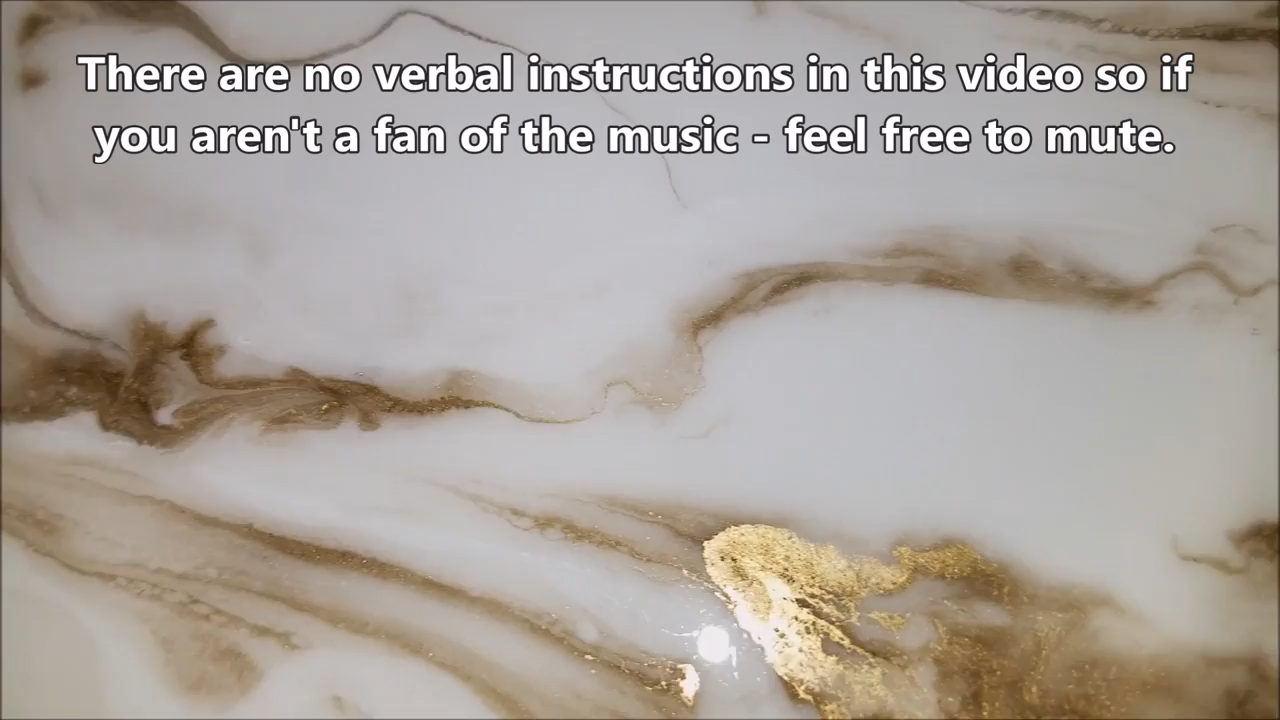 There are no verbal instructions in this video so if
you aren't a fan of the music - feel free to mute.